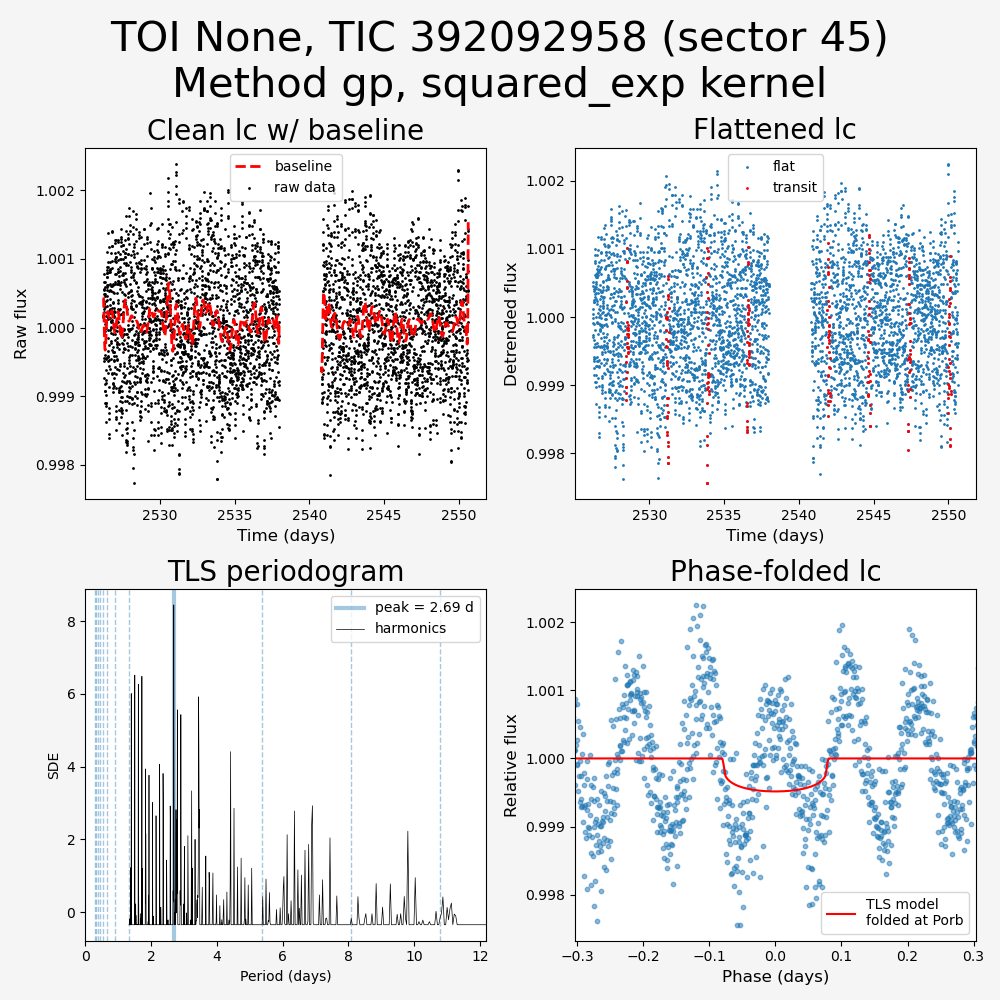 TOI None, TIC 392092958 (sector 45)
Method gp, squared_exp kernel
Clean lc w/ baseline
baseline
raw data
1.002
1.001
1.000
0.999
0.998
Raw flux
2530 2535 2540 2545 2550
Time (days)
Flattened lc
flat
transit
1.002
1.001
1.000
0.999
0.998
Detrended flux
2530 2535 2540 2545 2550
Time (days)
TLS periodogram
peak = 2.69 d
harmonics
8
6
4
2
0
SDE
0 2 4 6 8 10 12
Period (days)
Phase-folded lc
1.002
1.001
1.000
0.999
0.998
Relative flux
TLS model
folded at Porb
−0.3 −0.2 −0.1 0.0 0.1 0.2 0.3
Phase (days)